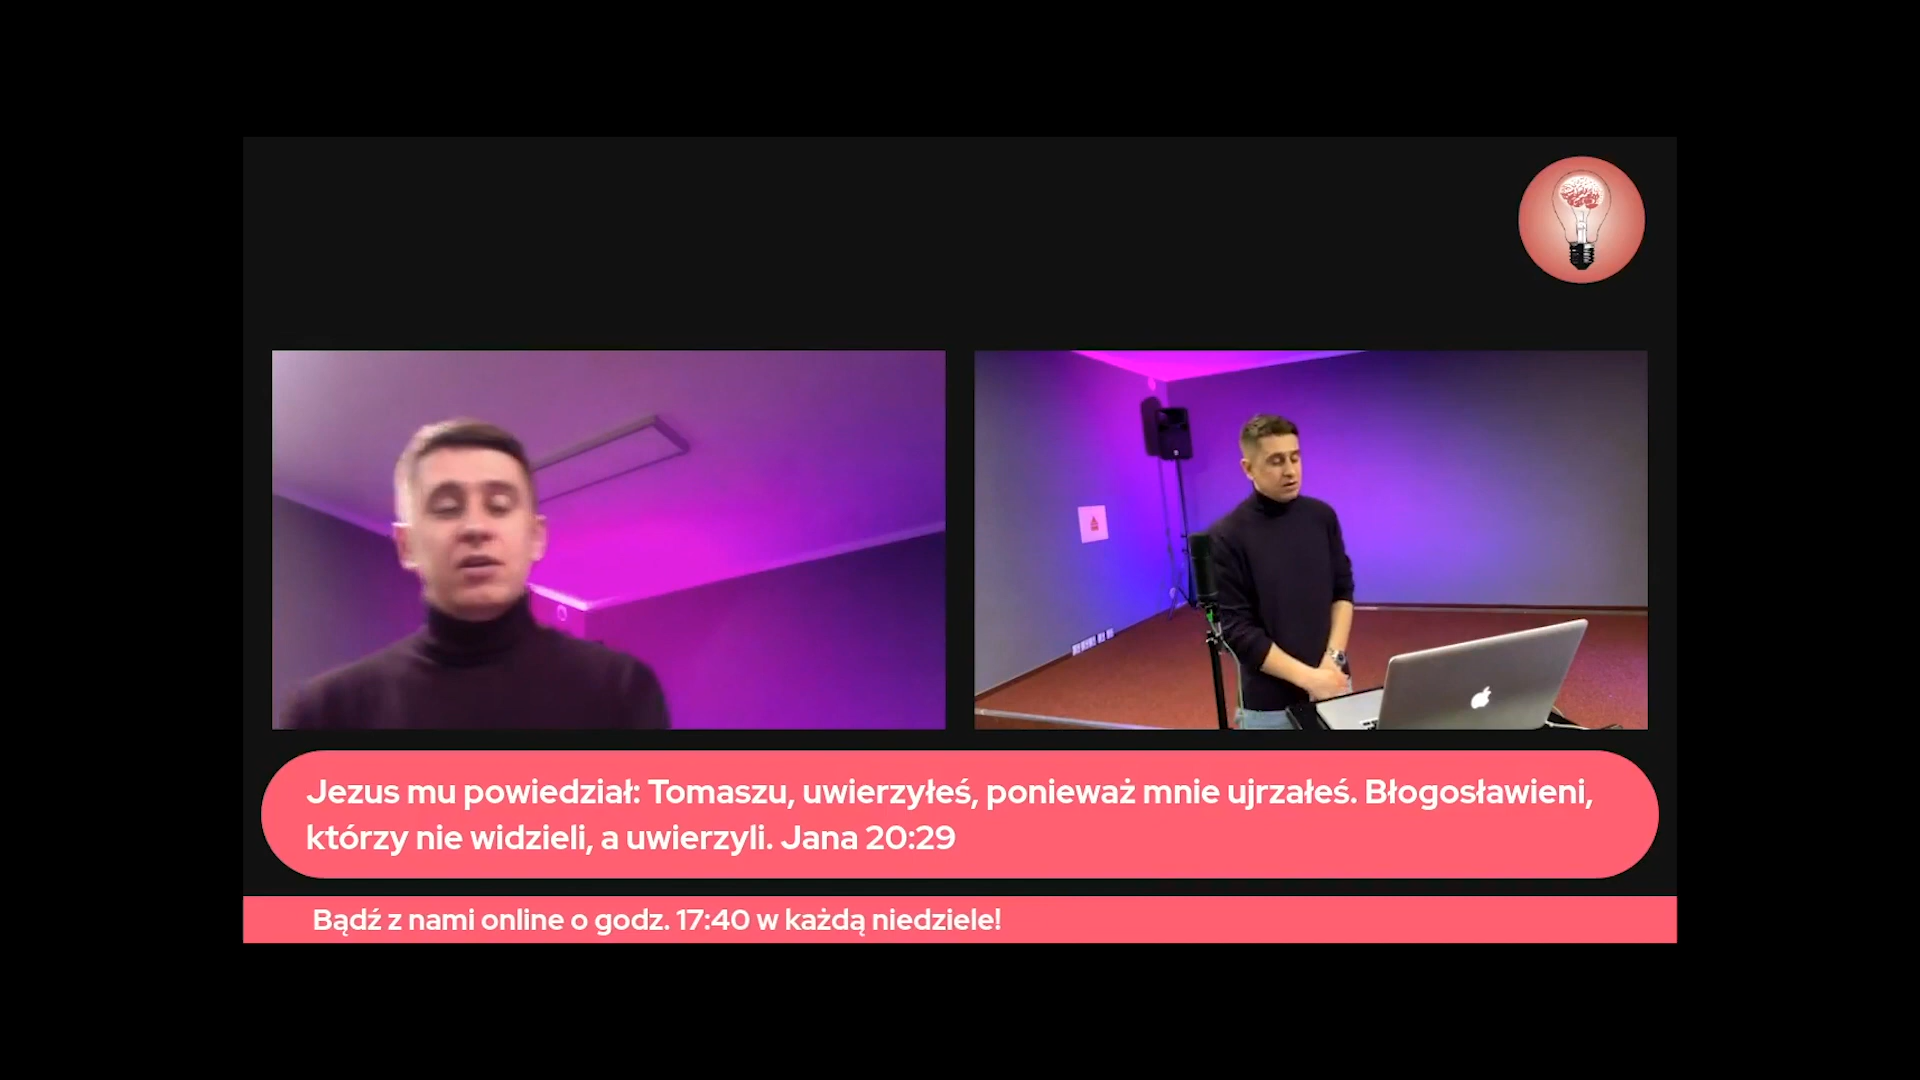 Jezus mu powiedział: Tomaszu, uwierzyłeś, ponieważ mnie ujrzałeś. Błogosławieni,
którzy nie widzieli, a uwierzyli. Jana 20:29
Bądź z nami online o godz. 17:40 w każdą niedziele!